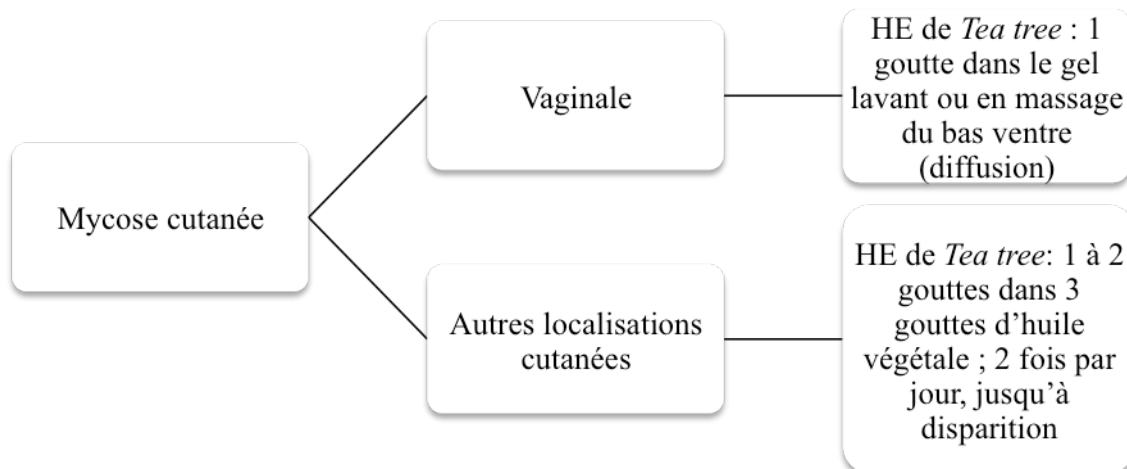 Mycose cutanée
Vaginale
HE de Tea tree : 1
goutte dans le gel
lavant ou en massage
du bas ventre
(diffusion)
Autres localisations
cutanées
HE de Tea tree: 1 à 2
gouttes dans 3
gouttes d’huile
végétale ; 2 fois par
jour, jusqu’à
disparition